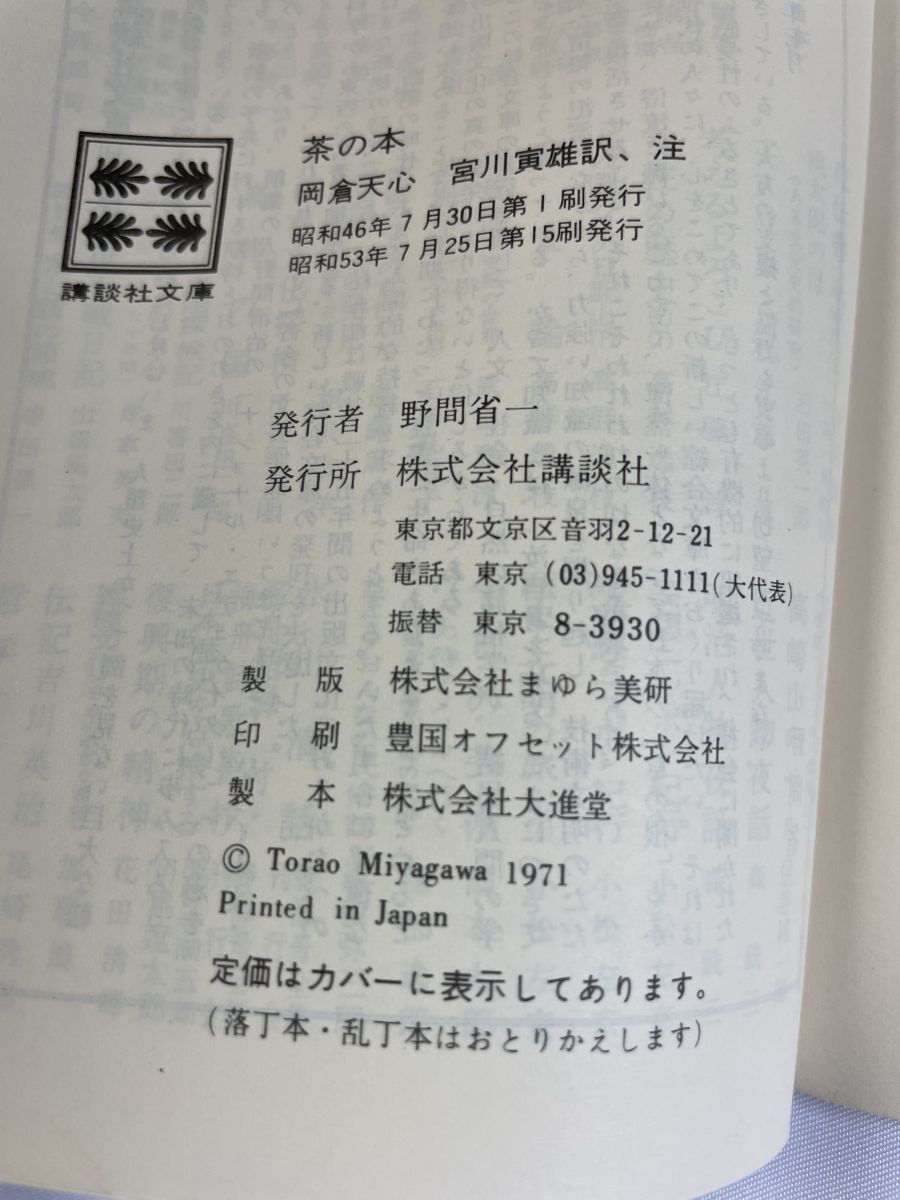 講談社文庫
茶の本
岡倉天心 宮川寅雄訳、注
昭和46年7月30日第1刷発行
昭和53年7月25日第15刷発行
発行者 野間省一
発行所 株式会社講談社
東京都文京区音羽2-12-21
電話 東京 (03)945-1111(大代表)
振替 東京 8-3930
製版 株式会社まゆら美研
印刷 豊国オフセット株式会社
製本 株式会社大進堂
© Torao Miyagawa 1971
Printed in Japan
定価はカバーに表示してあります。
(落丁本・乱丁本はおとりかえします)